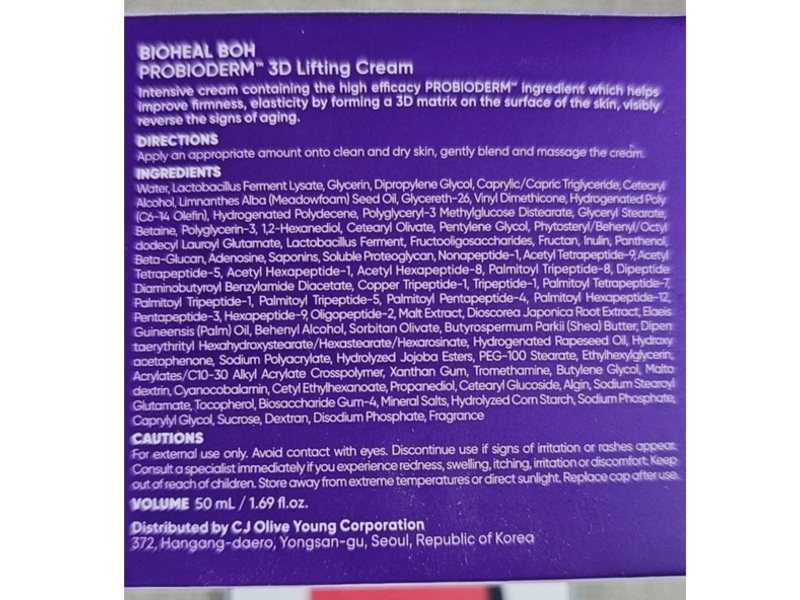 BIOHEAL BOH
PROBIODERM™ 3D Lifting Cream
Intensive cream containing the high efficacy PROBIODERM™ ingredient which helps
improve firmness, elasticity by forming a 3D matrix on the surface of the skin, visibly
reverse the signs of aging.
DIRECTIONS
Apply an appropriate amount onto clean and dry skin, gently blend and massage the cream.
INGREDIENTS
Water, Lactobacillus Ferment Lysate, Glycerin, Dipropylene Glycol, Caprylic/Capric Triglyceride, Cetearyl
Alcohol, Limnanthes Alba (Meadowfoam) Seed Oil, Glycereth-26, Vinyl Dimethicone, Hydrogenated Poly
(C6-14 Olefin), Hydrogenated Polydecene, Polyglyceryl-3 Methylglucose Distearate, Glyceryl Stearate,
Betaine, Polyglycerin-3, 1,2-Hexanediol, Cetearyl Olivate, Pentylene Glycol, Phytosteryl/Behenyl/Octyl
dodecyl Lauroyl Glutamate, Lactobacillus Ferment, Fructooligosaccharides, Fructan, Inulin, Panthenol,
Beta-Glucan, Adenosine, Saponins, Soluble Proteoglycan, Nonapeptide-1, Acetyl Tetrapeptide-9, Acetyl
Tetrapeptide-5, Acetyl Hexapeptide-1, Acetyl Hexapeptide-8, Palmitoyl Tripeptide-8, Dipeptide
Diaminobutyroyl Benzylamide Diacetate, Copper Tripeptide-1, Tripeptide-1, Palmitoyl Tetrapeptide-7,
Palmitoyl Tripeptide-1, Palmitoyl Tripeptide-5, Palmitoyl Pentapeptide-4, Palmitoyl Hexapeptide-12,
Pentapeptide-3, Hexapeptide-9, Oligopeptide-2, Malt Extract, Dioscorea Japonica Root Extract, Elaeis
Guineensis (Palm) Oil, Behenyl Alcohol, Sorbitan Olivate, Butyrospermum Parkii (Shea) Butter, Dipen
taerythrityl Hexahydroxystearate/Hexastearate/Hexarosinate, Hydrogenated Rapeseed Oil, Hydroxy
acetophenone, Sodium Polyacrylate, Hydrolyzed Jojoba Esters, PEG-100 Stearate, Ethylhexylglycerin,
Acrylates/C10-30 Alkyl Acrylate Crosspolymer, Xanthan Gum, Tromethamine, Butylene Glycol, Malto
dextrin, Cyanocobalamin, Cetyl Ethylhexanoate, Propanediol, Cetearyl Glucoside, Algin, Sodium Stearoyl
Glutamate, Tocopherol, Biosaccharide Gum-4, Mineral Salts, Hydrolyzed Corn Starch, Sodium Phosphate,
Caprylyl Glycol, Sucrose, Dextran, Disodium Phosphate, Fragrance
CAUTIONS
For external use only. Avoid contact with eyes. Discontinue use if signs of irritation or rashes appear.
Consult a specialist immediately if you experience redness, swelling, itching, irritation or discomfort. Keep
out of reach of children. Store away from extreme temperatures or direct sunlight. Replace cap after use.
VOLUME 50 mL / 1.69 fl.oz.
Distributed by CJ Olive Young Corporation
372, Hangang-daero, Yongsan-gu, Seoul, Republic of Korea